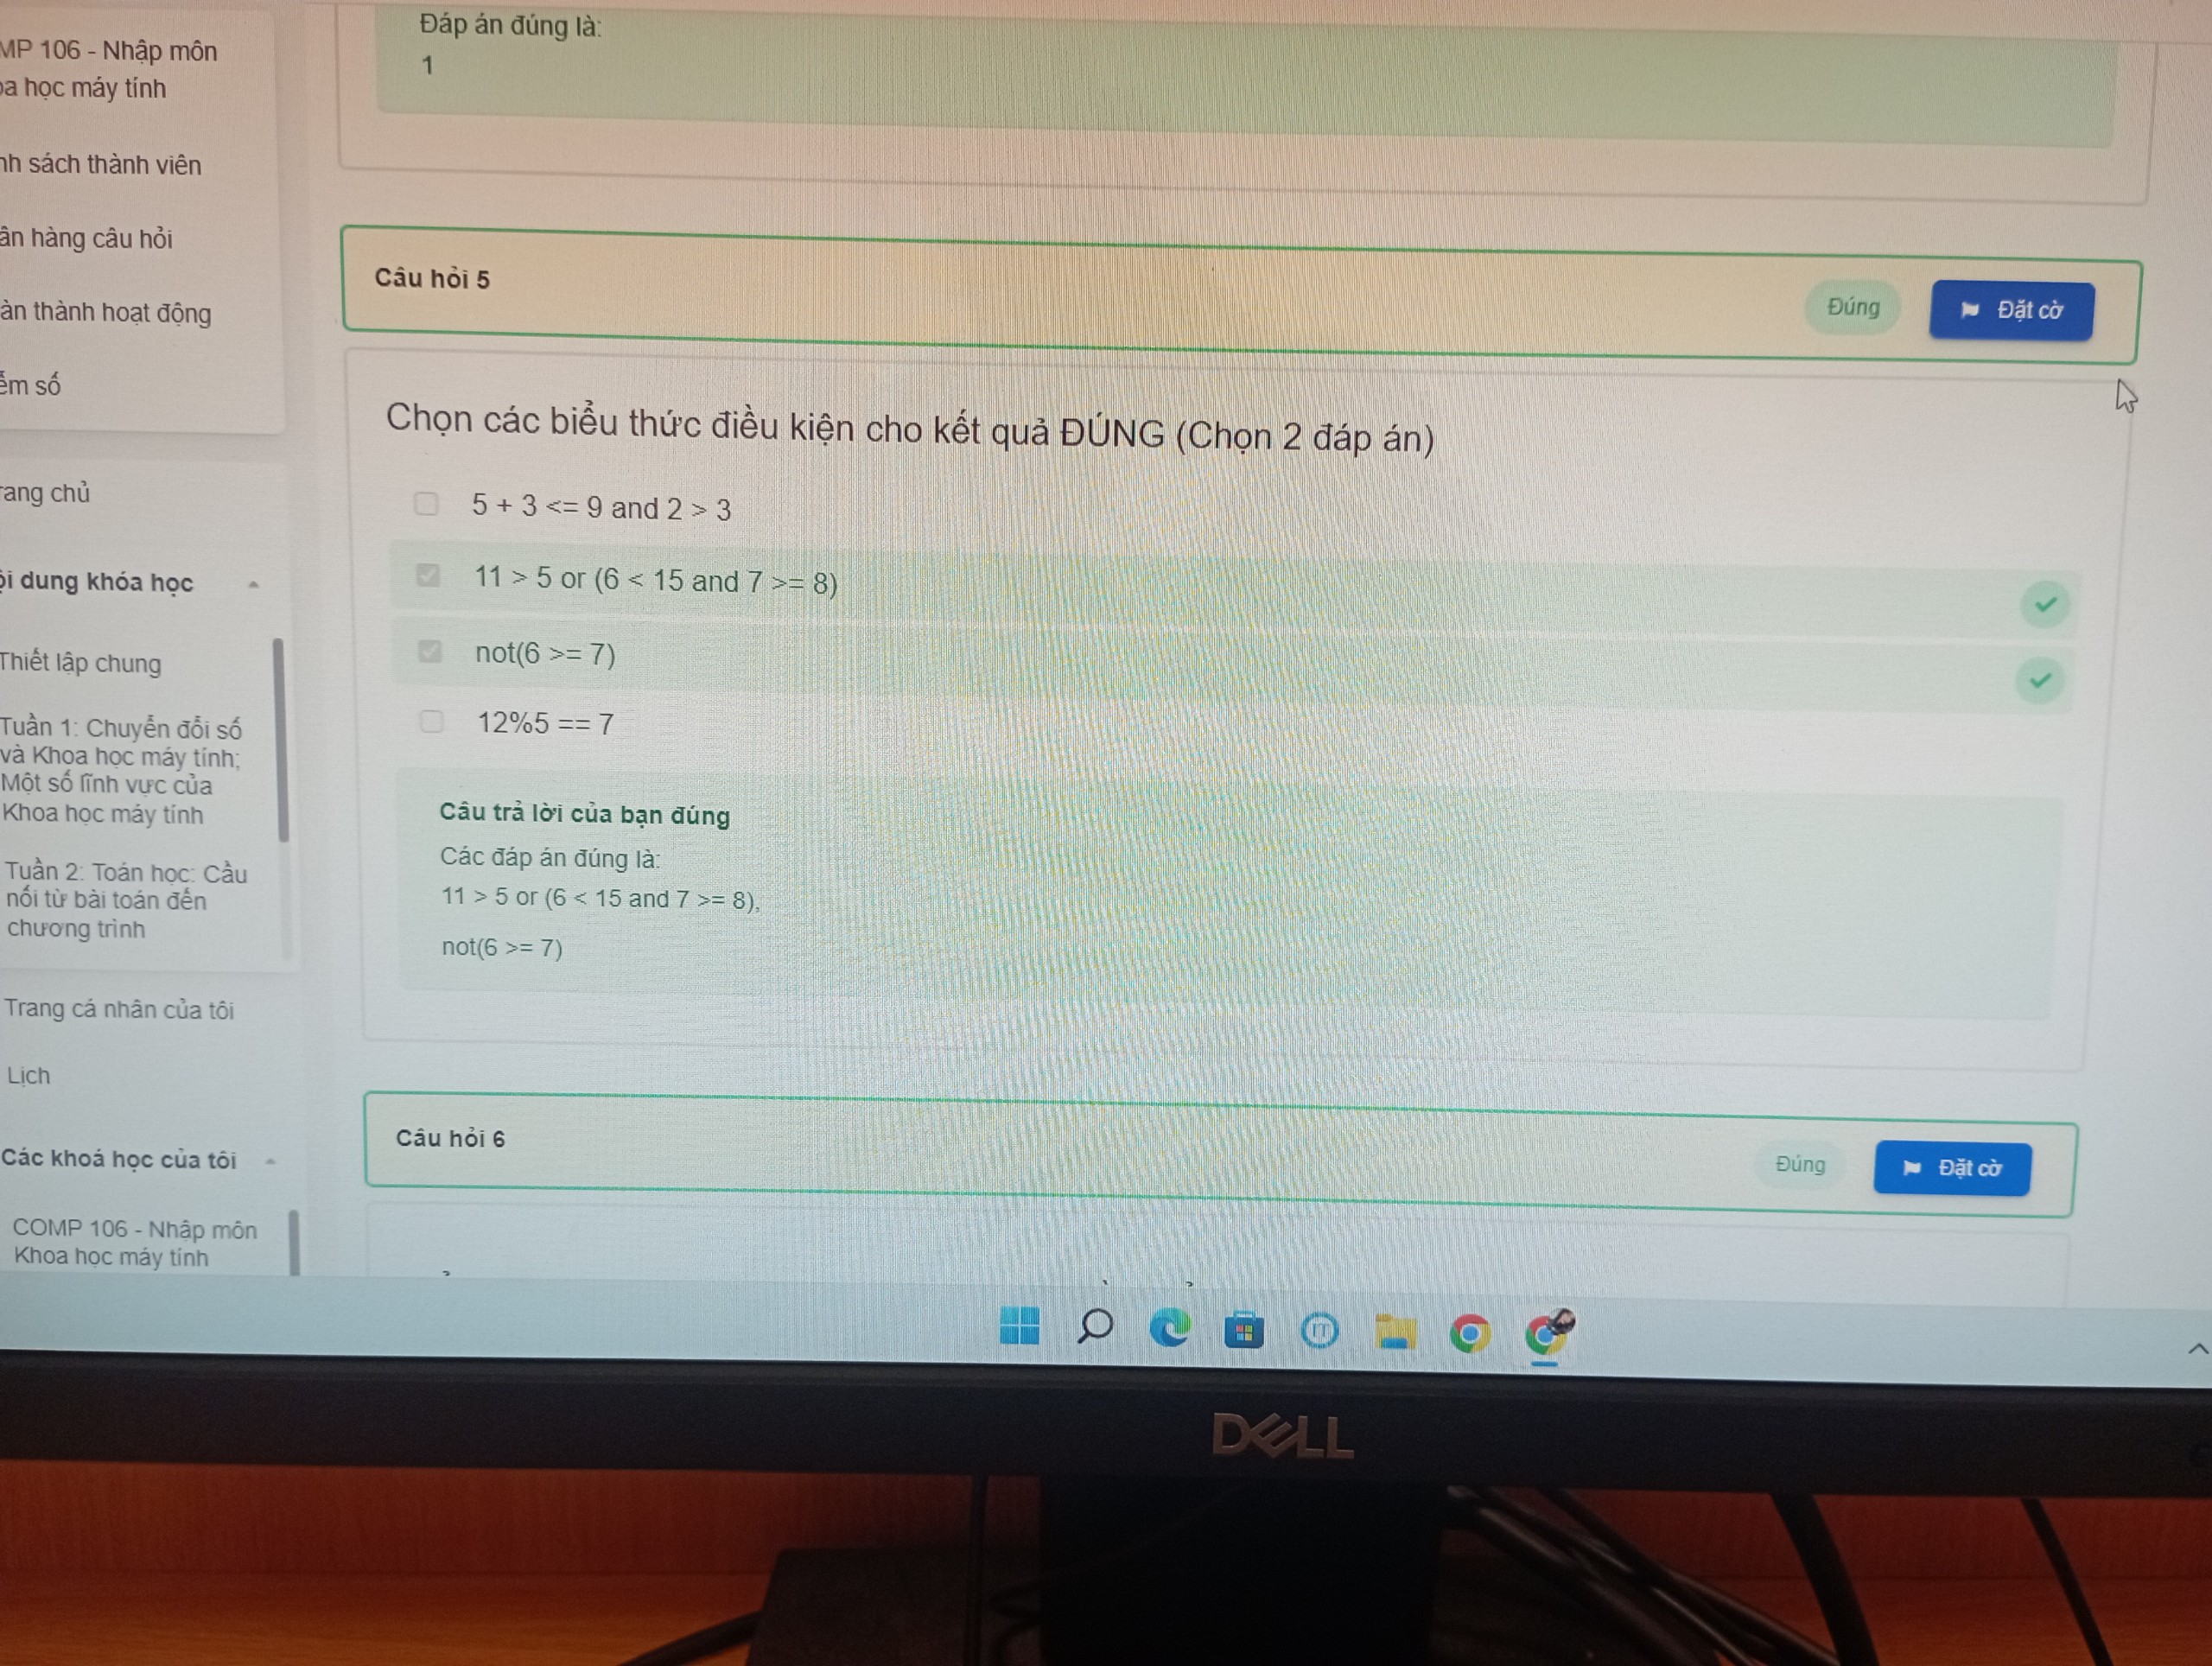 MP 106 - Nhập môn
oa học máy tính
nh sách thành viên
ân hàng câu hỏi
àn thành hoạt động
ểm số
rang chủ
ội dung khóa học
Thiết lập chung
Tuần 1: Chuyển đổi số
và Khoa học máy tính;
Một số lĩnh vực của
Khoa học máy tính
Tuần 2: Toán học: Cầu
nối từ bài toán đến
chương trình
Trang cá nhân của tôi
Lịch
Các khoá học của tôi
COMP 106 - Nhập môn
Khoa học máy tính
Đáp án đúng là:
1
Câu hỏi 5
Đúng
Đặt cờ
Chọn các biểu thức điều kiện cho kết quả ĐÚNG (Chọn 2 đáp án)
5 + 3 <= 9 and 2 > 3
11 > 5 or (6 < 15 and 7 >= 8)
not(6 >= 7)
12%5 == 7
Câu trả lời của bạn đúng
Các đáp án đúng là:
11 > 5 or (6 < 15 and 7 >= 8),
not(6 >= 7)
Câu hỏi 6
Đúng
Đặt cờ
IT
DELL